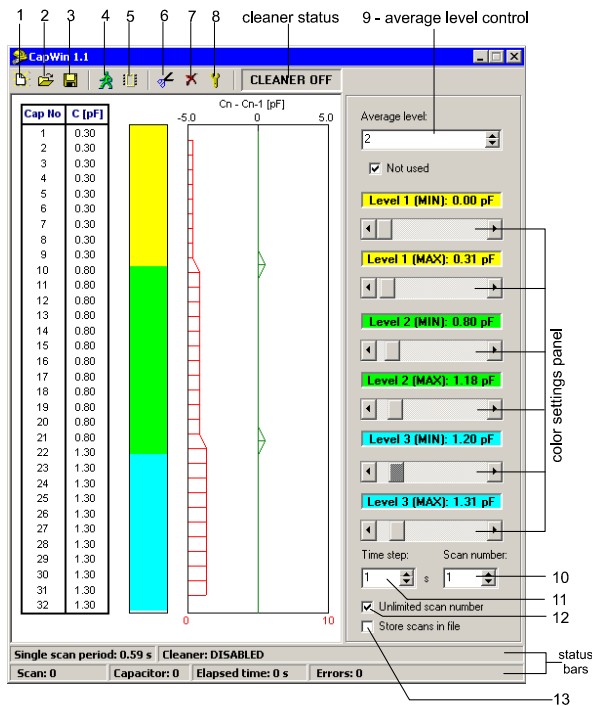 1 2 3 4 5 6 7 8 cleaner status 9 - average level control
CapWin 1.1
CLEANER OFF
Cap No C [pF]
Cn - Cn-1 [pF]
-5.0 0 5.0
1 0.30
2 0.30
3 0.30
4 0.30
5 0.30
6 0.30
7 0.30
8 0.30
9 0.30
10 0.80
11 0.80
12 0.80
13 0.80
14 0.80
15 0.80
16 0.80
17 0.80
18 0.80
19 0.80
20 0.80
21 0.80
22 1.30
23 1.30
24 1.30
25 1.30
26 1.30
27 1.30
28 1.30
29 1.30
30 1.30
31 1.30
32 1.30
0 10
Average level:
2
Not used
Level 1 (MIN): 0.00 pF
Level 1 (MAX): 0.31 pF
Level 2 (MIN): 0.80 pF
Level 2 (MAX): 1.18 pF
Level 3 (MIN): 1.20 pF
Level 3 (MAX): 1.31 pF
color settings panel
Time step: Scan number:
1 s 1
10
11
Unlimited scan number
12
Store scans in file
Single scan period: 0.59 s Cleaner: DISABLED
Scan: 0 Capacitor: 0 Elapsed time: 0 s Errors: 0
status
bars
13